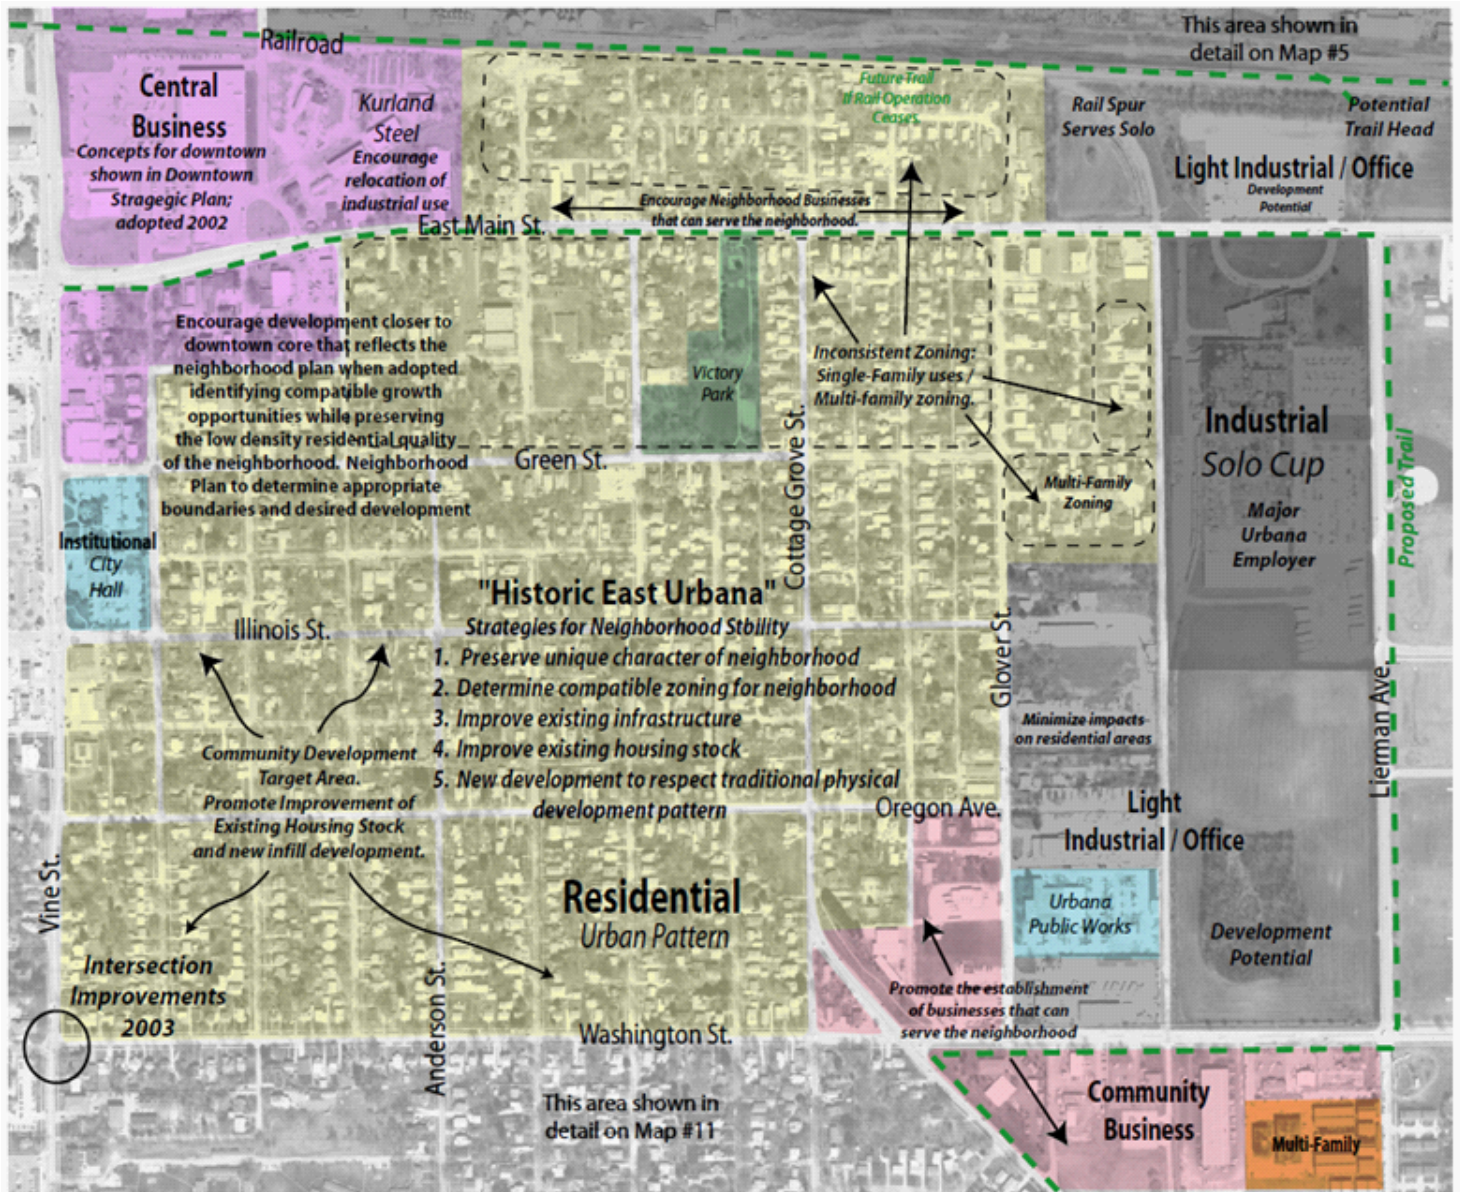 Railroad
This area shown in
detail on Map #5
Central
Business
Concepts for downtown
shown in Downtown
Stragegic Plan;
adopted 2002
Kurland
Steel
Encourage
relocation of
industrial use
Future Trail
If Rail Operation
Ceases.
Rail Spur
Serves Solo
Potential
Trail Head
Light Industrial / Office
Development
Potential
Encourage Neighborhood Businesses
that can serve the neighborhood.
East Main St.
Encourage development closer to
downtown core that reflects the
neighborhood plan when adopted
identifying compatible growth
opportunities while preserving
the low density residential quality
of the neighborhood. Neighborhood
Plan to determine appropriate
boundaries and desired development
Victory
Park
Inconsistent Zoning:
Single-Family uses /
Multi-family zoning.
Green St.
Cottage Grove St.
Multi-Family
Zoning
Industrial
Solo Cup
Major
Urbana
Employer
Proposed Trail
Institutional
City
Hall
Illinois St.
"Historic East Urbana"
Strategies for Neighborhood Stbility
1. Preserve unique character of neighborhood
2. Determine compatible zoning for neighborhood
3. Improve existing infrastructure
4. Improve existing housing stock
5. New development to respect traditional physical
development pattern
Glover St.
Minimize impacts
on residential areas
Lierman Ave.
Community Development
Target Area.
Promote Improvement of
Existing Housing Stock
and new infill development.
Oregon Ave.
Light
Industrial / Office
Vine St.
Residential
Urban Pattern
Urbana
Public Works
Development
Potential
Intersection
Improvements
2003
Anderson St.
Promote the establishment
of businesses that can
serve the neighborhood
Washington St.
This area shown in
detail on Map #11
Community
Business
Multi-Family